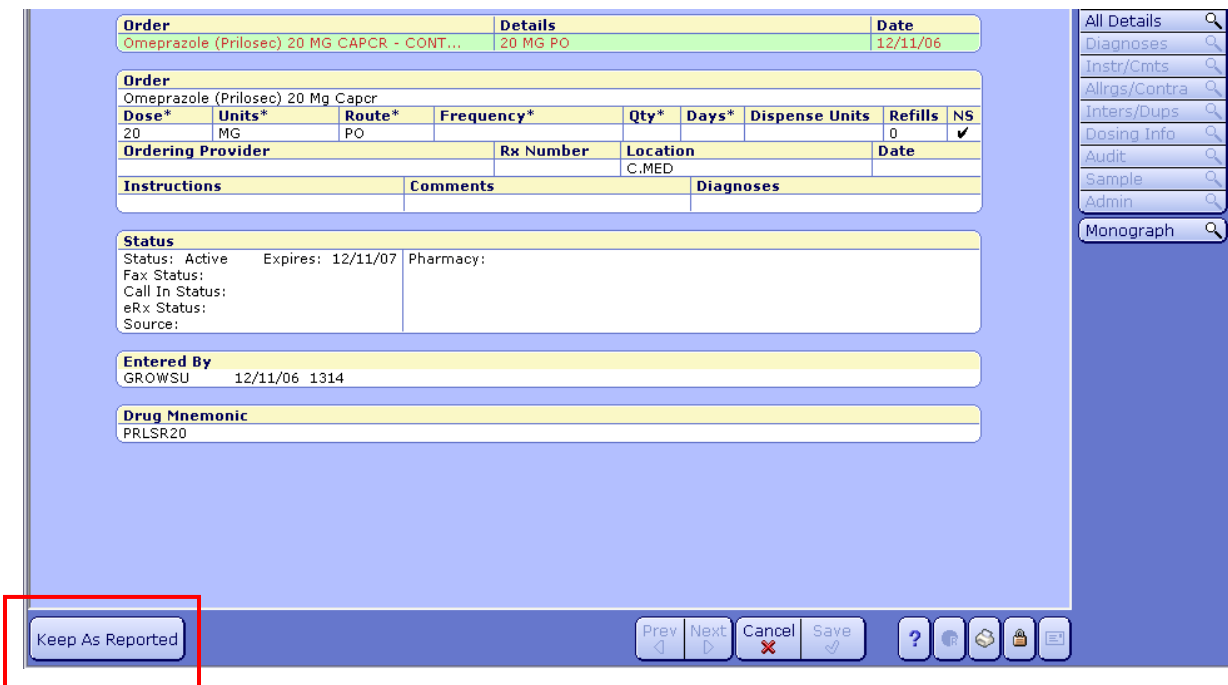 Order Details Date
Omeprazole (Prilosec) 20 MG CAPCR - CONT... 20 MG PO 12/11/06
Order
Omeprazole (Prilosec) 20 Mg Capcr
Dose* Units* Route* Frequency* Qty* Days* Dispense Units Refills NS
20 MG PO 0 ✔
Ordering Provider Rx Number Location Date
C.MED
Instructions Comments Diagnoses
Status
Status: Active Expires: 12/11/07 Pharmacy:
Fax Status:
Call In Status:
eRx Status:
Source:
Entered By
GROWSU 12/11/06 1314
Drug Mnemonic
PRLSR20
All Details
Diagnoses
Instr/Cmts
Allrgs/Contra
Inters/Dups
Dosing Info
Audit
Sample
Admin
Monograph
Keep As Reported
Prev Next Cancel Save
?